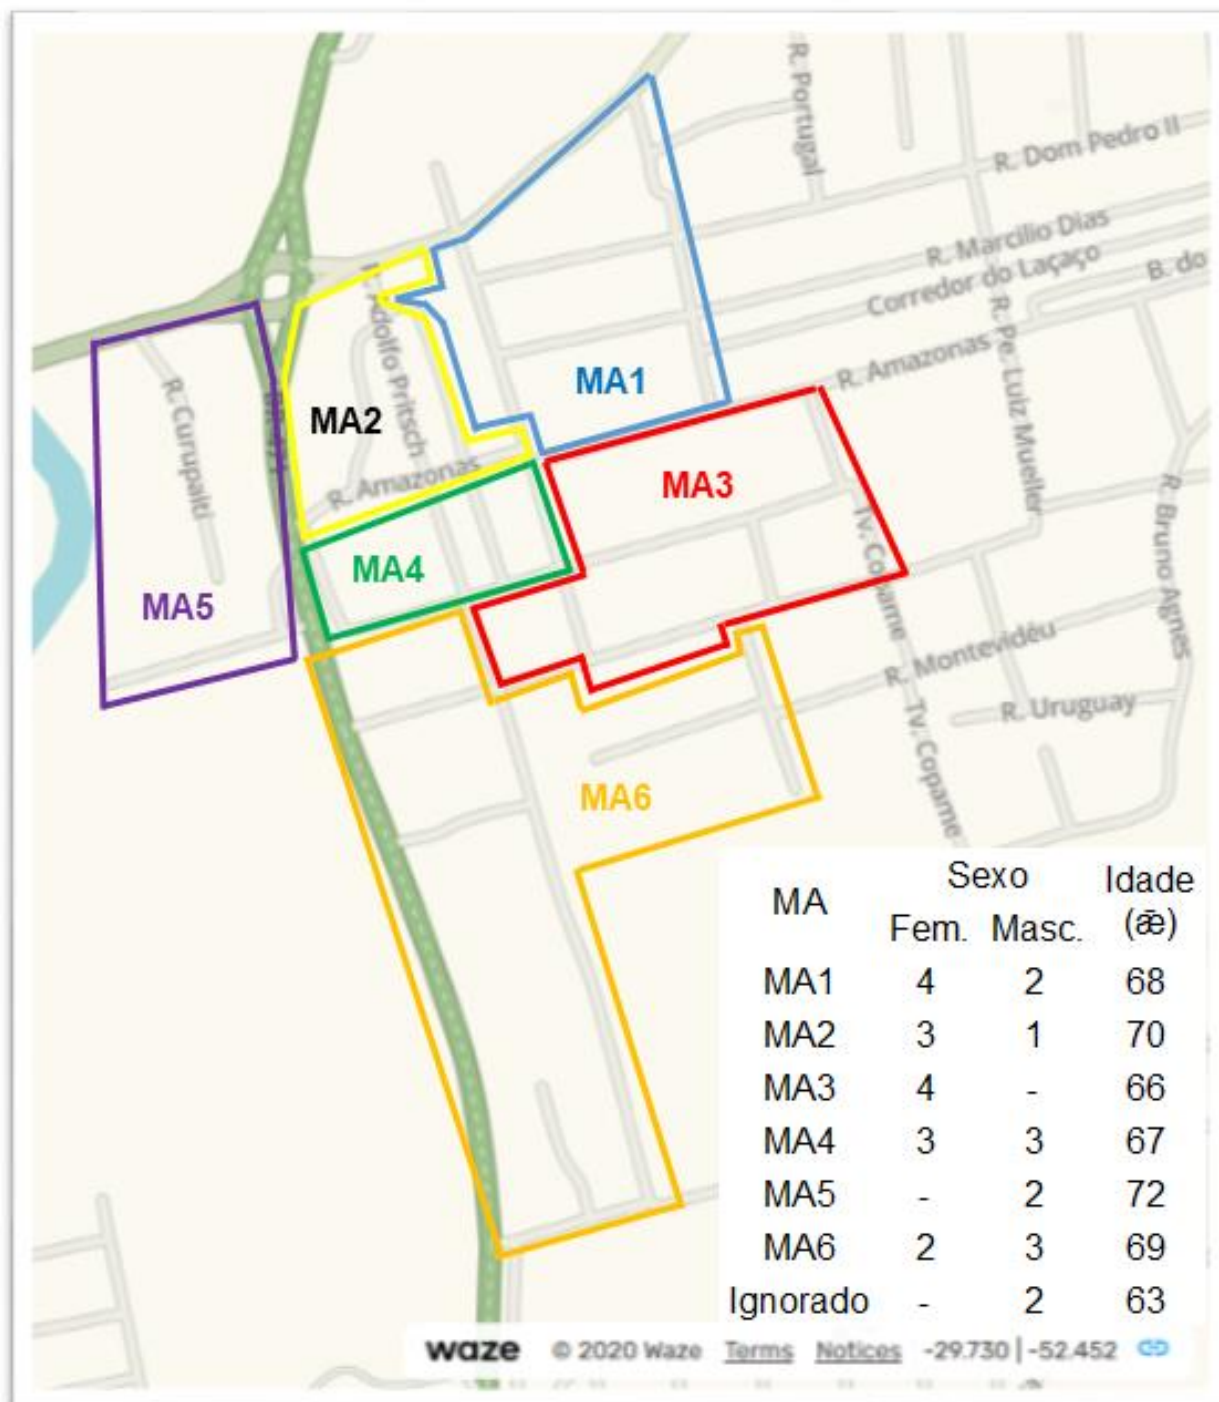 R. Portugal
R. Dom Pedro II
R. Marcilio Dias
Corredor do Laçaço
B. do
R. Adolfo Pritsch
R. Pe. Luiz Mueller
R. Amazonas
MA1
R. Curupaiti
MA2
R. Amazonas
MA3
R. Bruno Agnes
MA4
Tv. Copame
MA5
R. Montevidéu
R. Uruguay
Tv. Copame
MA6
MA Sexo Idade
Fem. Masc. (ǣ)
MA1 4 2 68
MA2 3 1 70
MA3 4 - 66
MA4 3 3 67
MA5 - 2 72
MA6 2 3 69
Ignorado - 2 63
waze © 2020 Waze Terms Notices -29.730 | -52.452